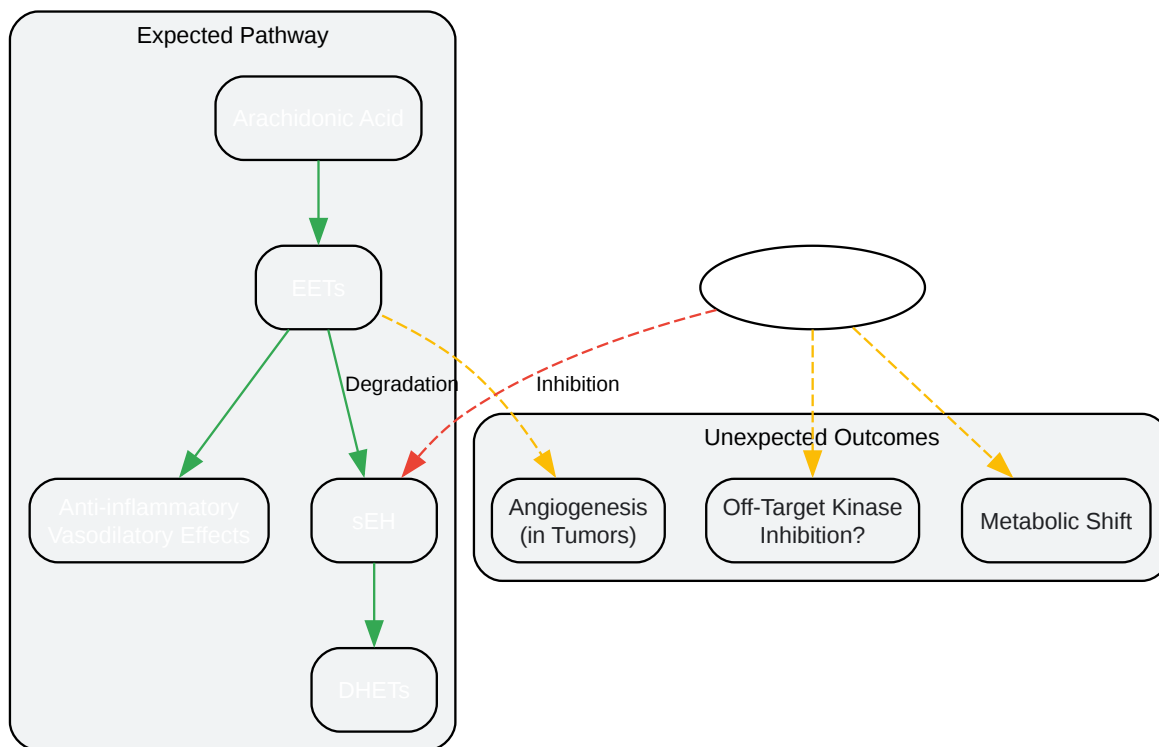 Expected Pathway
Arachidonic Acid
EETs
Degradation
Inhibition
Unexpected Outcomes
Anti-inflammatory
Vasodilatory Effects
sEH
Angiogenesis
(in Tumors)
Off-Target Kinase
Inhibition?
Metabolic Shift
DHETs